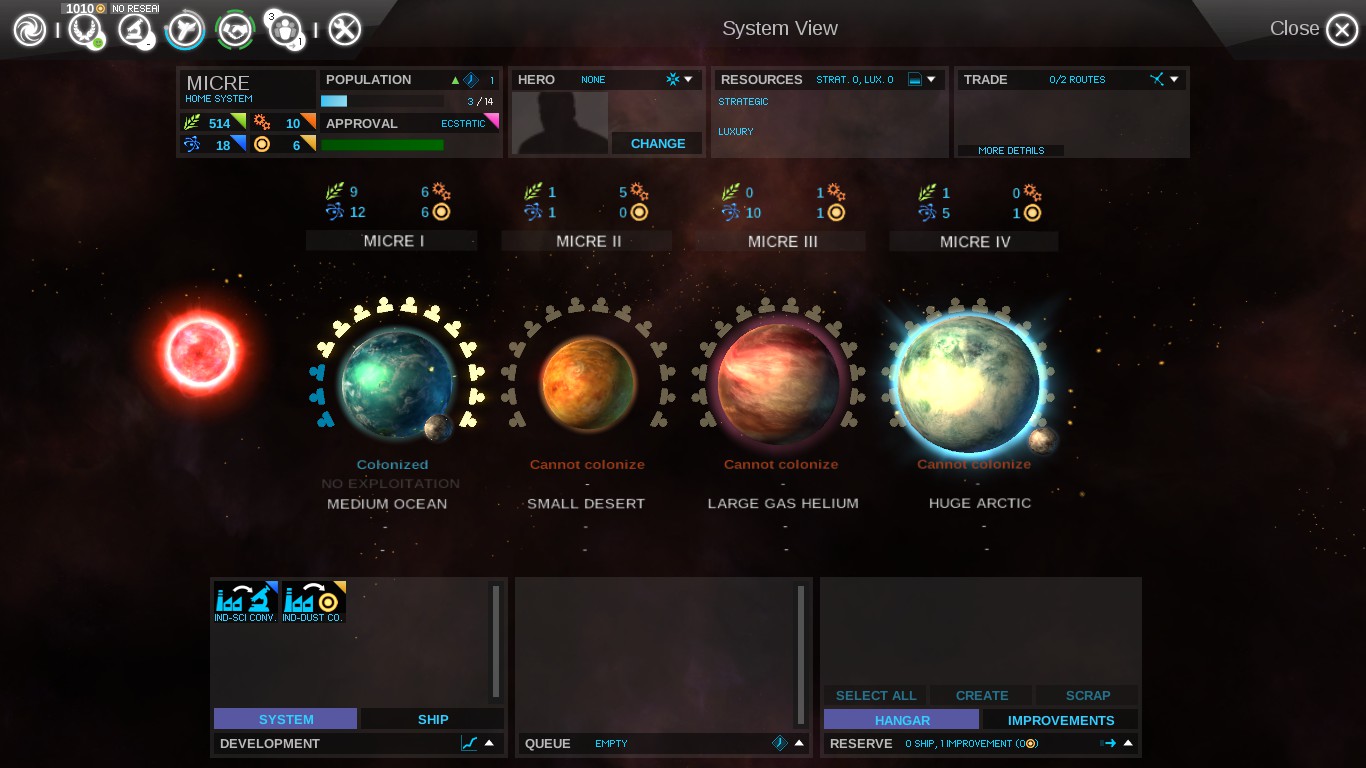 1010 NO RESEA
3
1
System View
Close
MICRE
HOME SYSTEM
514 10
18 6
POPULATION 1
3 /14
APPROVAL ECSTATIC
HERO NONE
CHANGE
RESOURCES STRAT. 0, LUX. 0
STRATEGIC
LUXURY
TRADE 0/2 ROUTES
MORE DETAILS
9 6
12 6
MICRE I
1 5
1 0
MICRE II
0 1
10 1
MICRE III
1 0
5 1
MICRE IV
Colonized
NO EXPLOITATION
MEDIUM OCEAN
-
-
Cannot colonize
-
SMALL DESERT
-
-
Cannot colonize
-
LARGE GAS HELIUM
-
-
Cannot colonize
-
HUGE ARCTIC
-
-
IND-SCI CONV. IND-DUST CO.
SYSTEM SHIP
DEVELOPMENT
QUEUE EMPTY
SELECT ALL CREATE SCRAP
HANGAR IMPROVEMENTS
RESERVE 0 SHIP, 1 IMPROVEMENT (0)